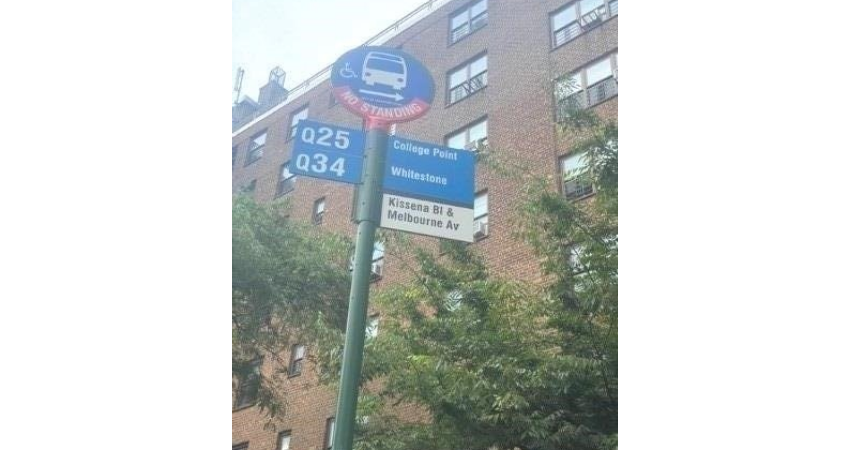 NO STANDING
Q25
College Point
Q34
Whitestone
Kissena Bl &
Melbourne Av